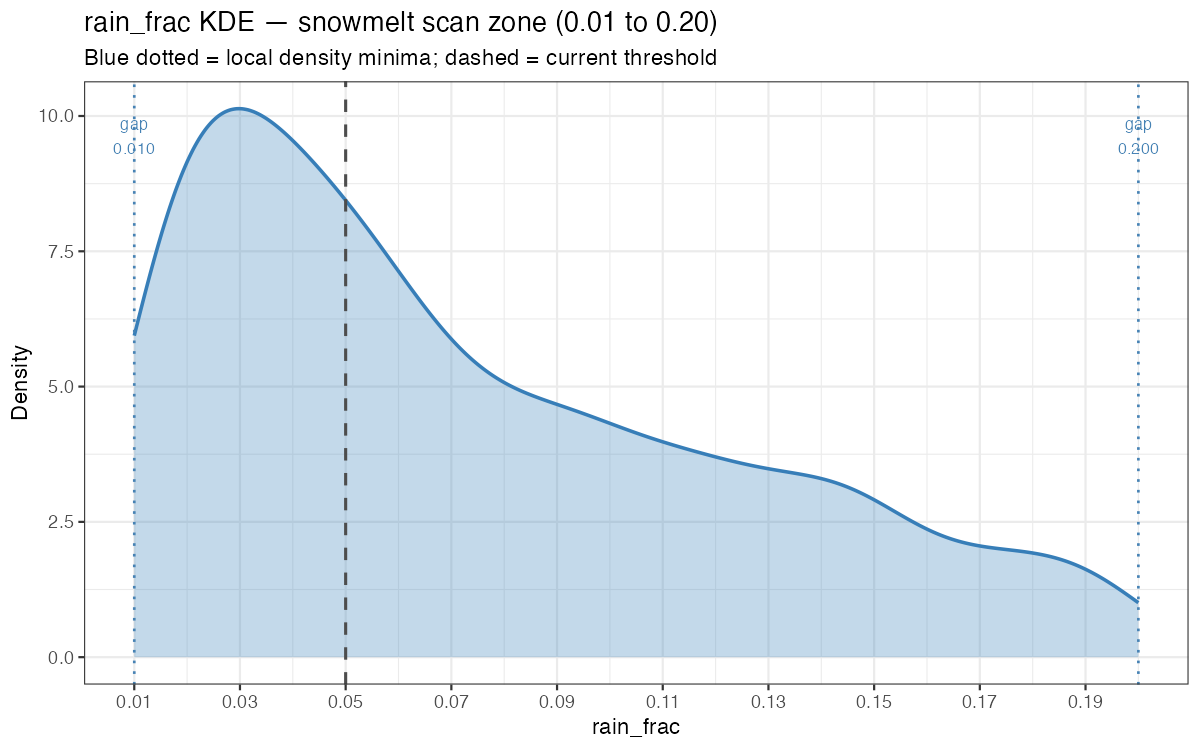 rain_frac KDE — snowmelt scan zone (0.01 to 0.20)
Blue dotted = local density minima; dashed = current threshold
10.0
7.5
5.0
2.5
0.0
Density
gap
0.010
gap
0.200
0.01 0.03 0.05 0.07 0.09 0.11 0.13 0.15 0.17 0.19
rain_frac